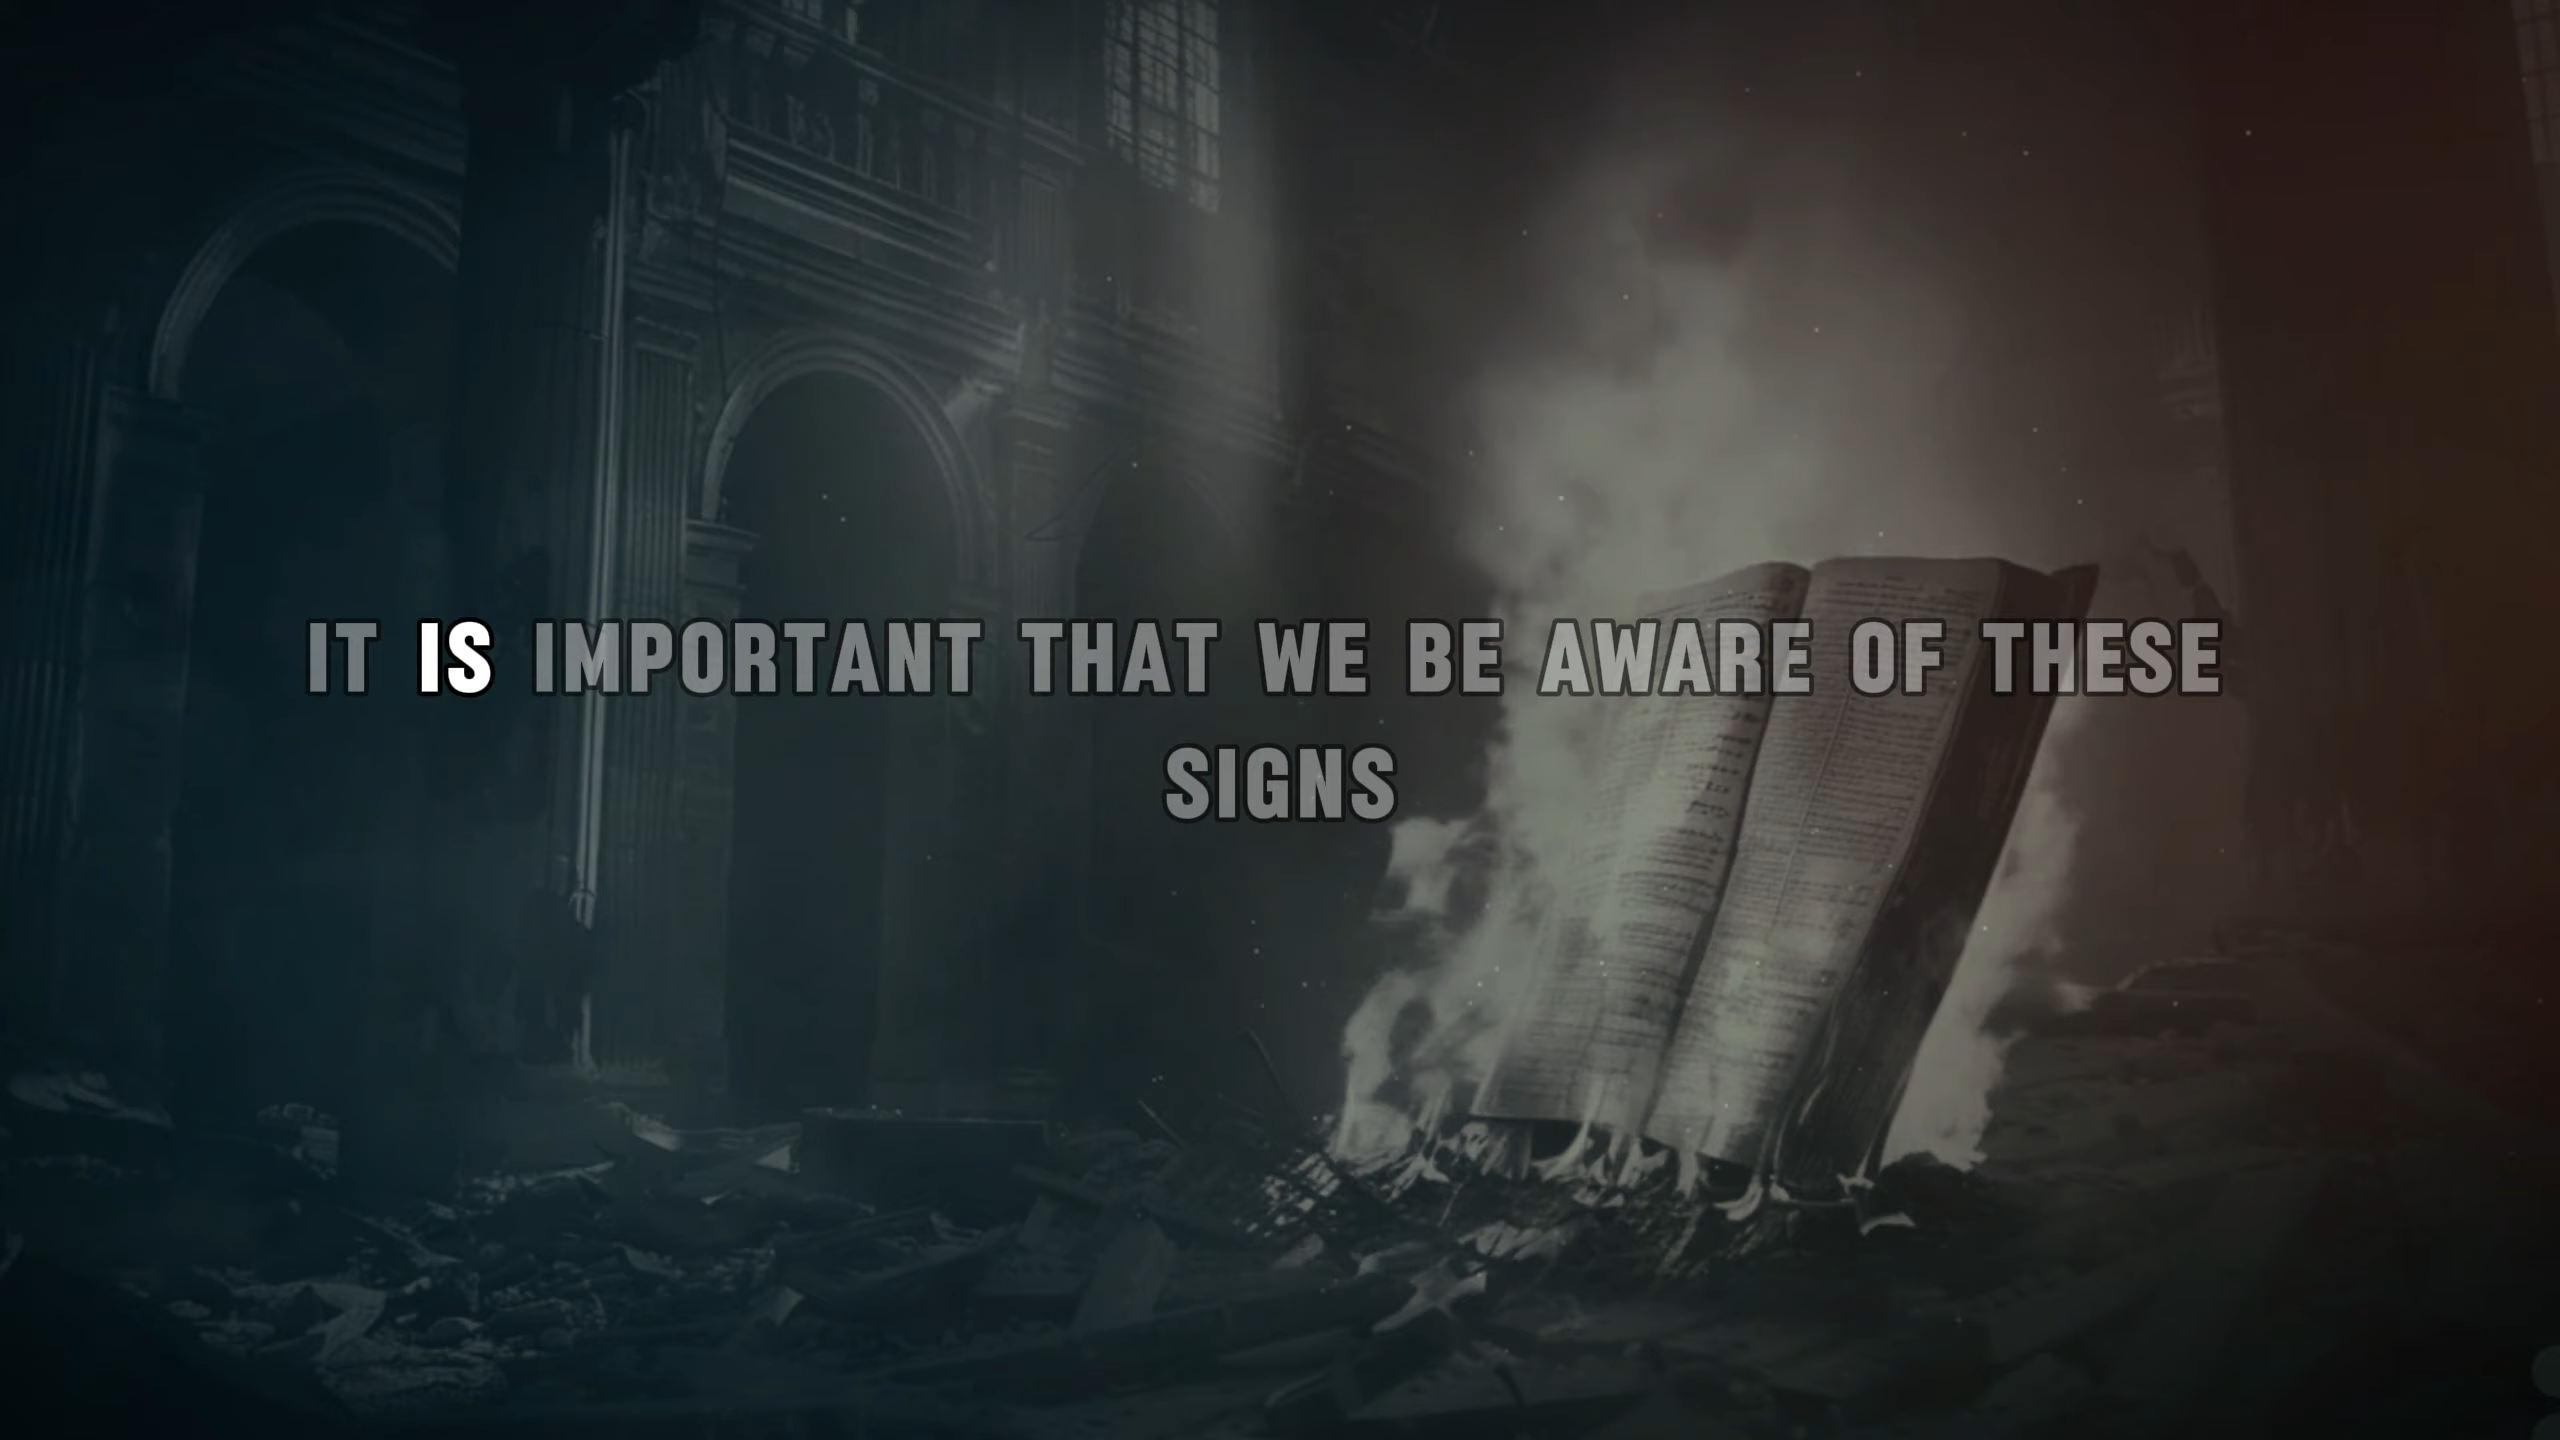 IT IS IMPORTANT THAT WE BE AWARE OF THESE
SIGNS